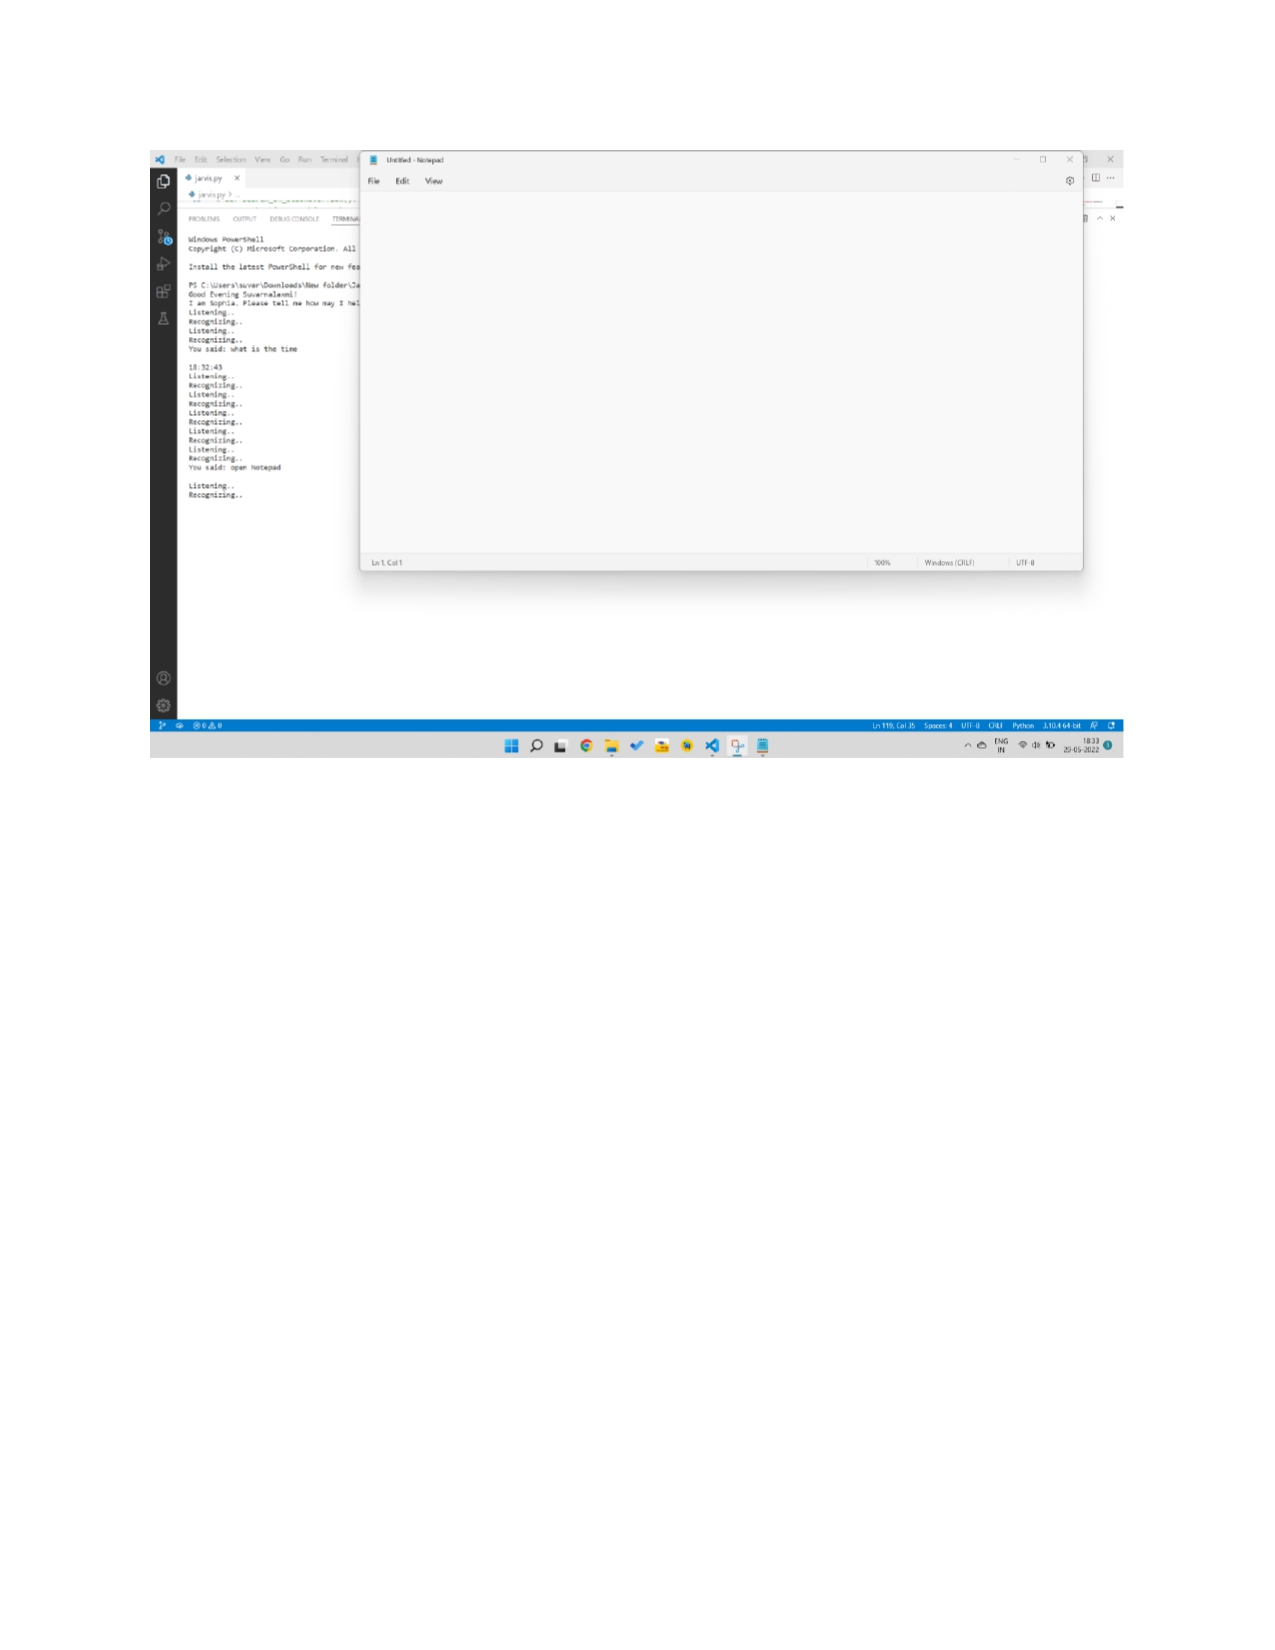 File Edit Selection View Go Run Terminal
Untitled - Notepad
jarvis.py
File Edit View
jarvis.py > ...
PROBLEMS OUTPUT DEBUG CONSOLE TERMINAL
Windows PowerShell
Copyright (C) Microsoft Corporation. All
Install the latest PowerShell for new fea
PS C:\Users\suvar\Downloads\New folder\Ja
Good Evening Suvarnalaxmi!
I am Sophia. Please tell me how may I hel
Listening..
Recognizing..
Listening..
Recognizing..
You said: what is the time
18:32:43
Listening..
Recognizing..
Listening..
Recognizing..
Listening..
Recognizing..
Listening..
Recognizing..
Listening..
Recognizing..
You said: open Notepad
Listening..
Recognizing..
Ln 1, Col 1 100% Windows (CRLF) UTF-8
0 0 Ln 119, Col 35 Spaces: 4 UTF-8 CRLF Python 3.10.4 64-bit
ENG 18:33
IN 29-05-2022